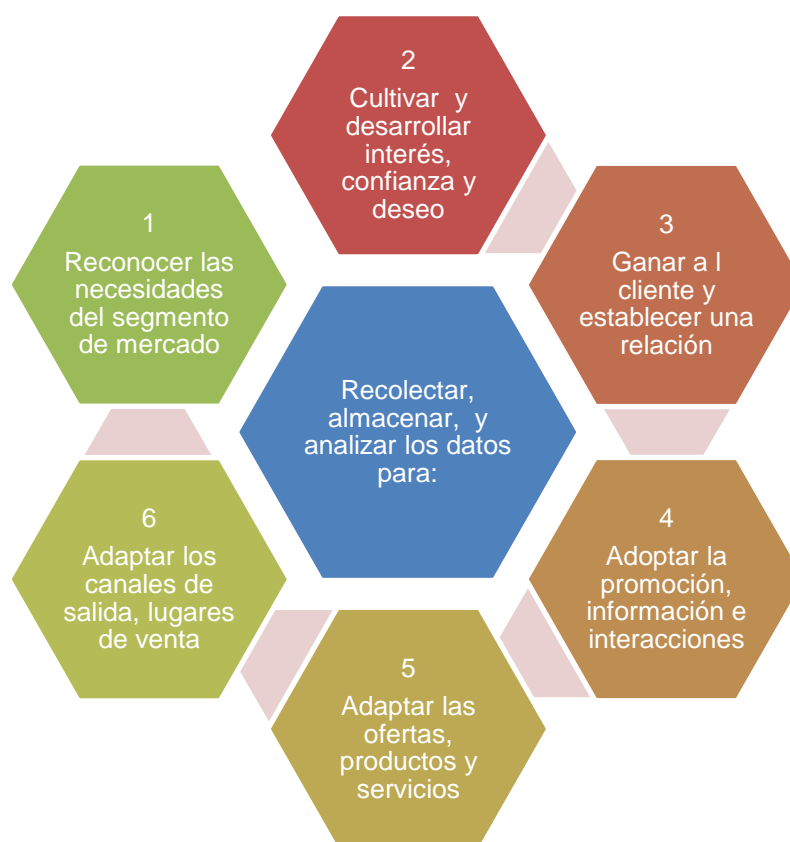 2
Cultivar y
desarrollar
interés,
confianza y
deseo
1
Reconocer las
necesidades
del segmento
de mercado
3
Ganar a l
cliente y
establecer una
relación
Recolectar,
almacenar, y
analizar los datos
para:
6
Adaptar los
canales de
salida, lugares
de venta
4
Adoptar la
promoción,
información e
interacciones
5
Adaptar las
ofertas,
productos y
servicios